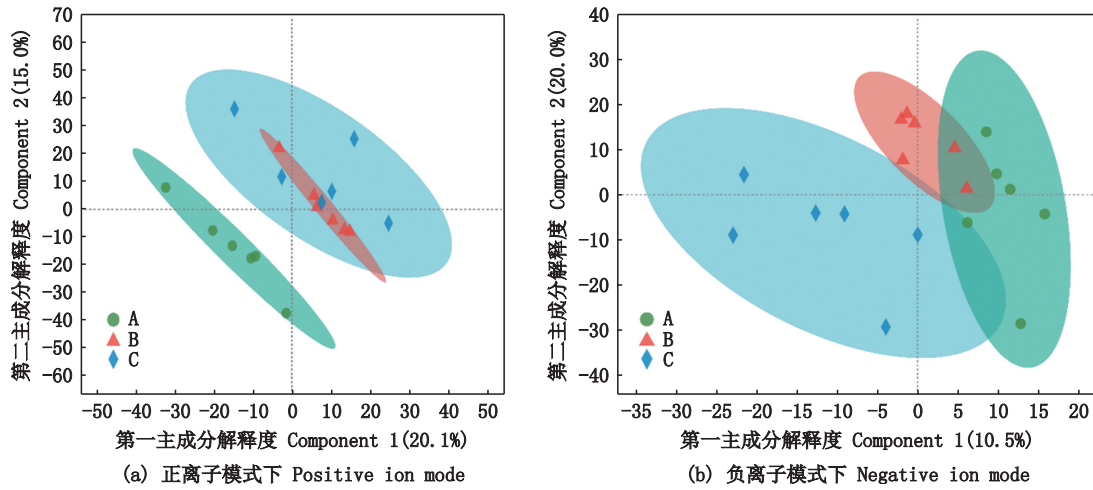 70
60
50
40
30
20
10
0
-10
-20
-30
-40
-50
-60
第二主成分解释度 Component 2(15.0%)
A
B
C
-50 -40 -30 -20 -10 0 10 20 30 40 50
第一主成分解释度 Component 1(20.1%)
(a) 正离子模式下 Positive ion mode
40
30
20
10
0
-10
-20
-30
-40
第二主成分解释度 Component 2(20.0%)
A
B
C
-35 -30 -25 -20 -15 -10 -5 0 5 10 15 20
第一主成分解释度 Component 1(10.5%)
(b) 负离子模式下 Negative ion mode